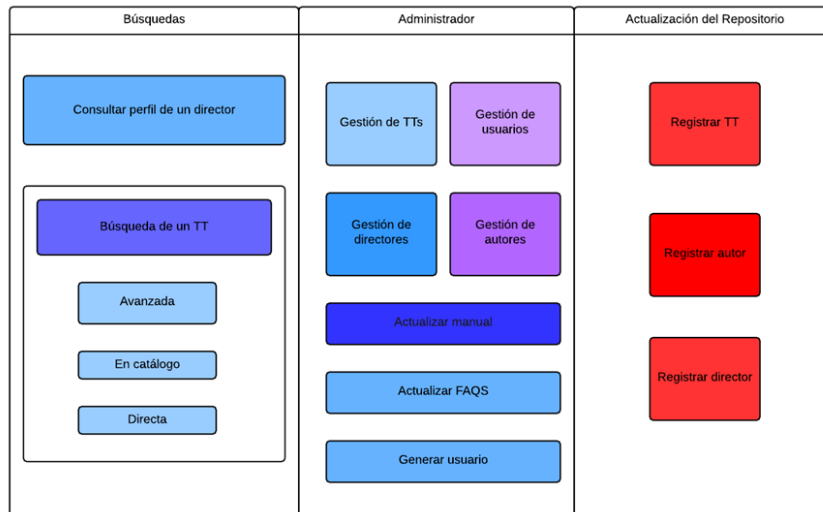 Búsquedas
Consultar perfil de un director
Búsqueda de un TT
Avanzada
En catálogo
Directa
Administrador
Gestión de TTs
Gestión de
usuarios
Gestión de
directores
Gestión de
autores
Actualizar manual
Actualizar FAQS
Generar usuario
Actualización del Repositorio
Registrar TT
Registrar autor
Registrar director